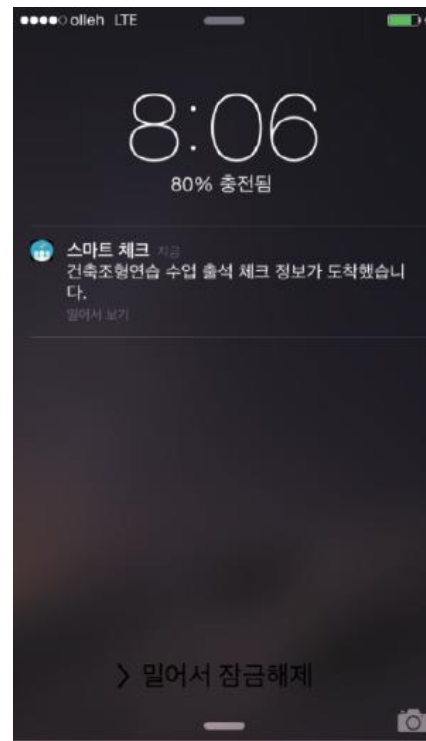 olleh LTE
8:06
80% 충전됨
스마트 체크 지금
건축조형연습 수업 출석 체크 정보가 도착했습니
다.
밀어서 보기
> 밀어서 잠금해제